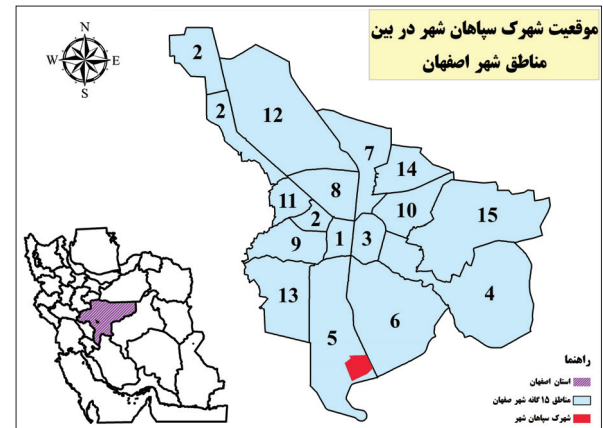 موقعیت شهرک سپاهان شهر در بین
مناطق شهر اصفهان
N
W E
S
2
2
12
7
14
8
11
2
10
15
9
1
3
13
5
6
4
راهنما
استان اصفهان
مناطق ۱۵ گانه شهر صفهان
شهرک سپاهان شهر